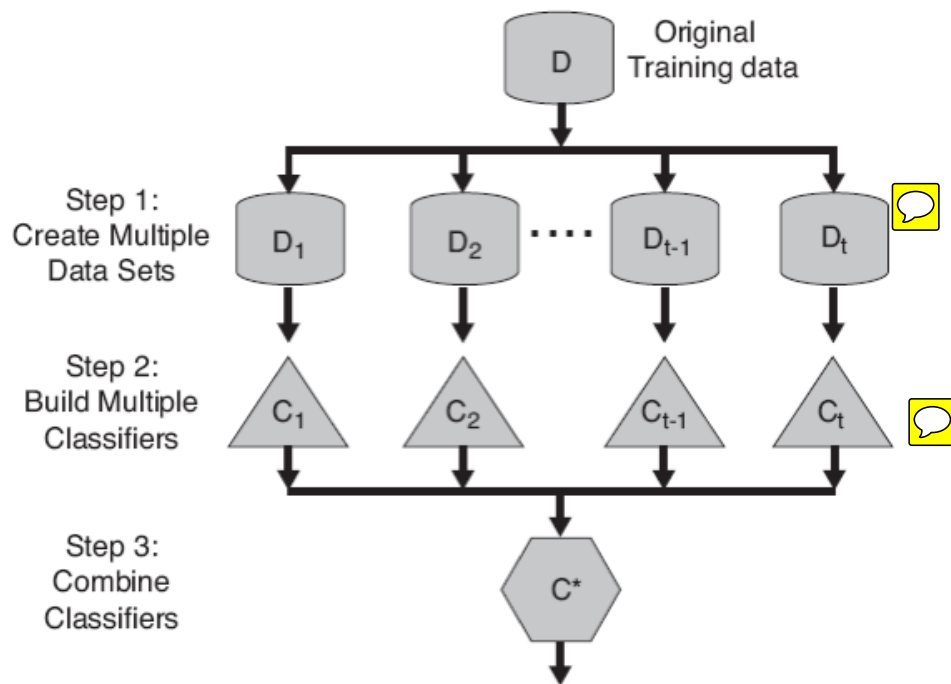 D
Original
Training data
Step 1:
Create Multiple
Data Sets
D1
D2
....
Dt-1
Dt
Step 2:
Build Multiple
Classifiers
C1
C2
Ct-1
Ct
Step 3:
Combine
Classifiers
C*